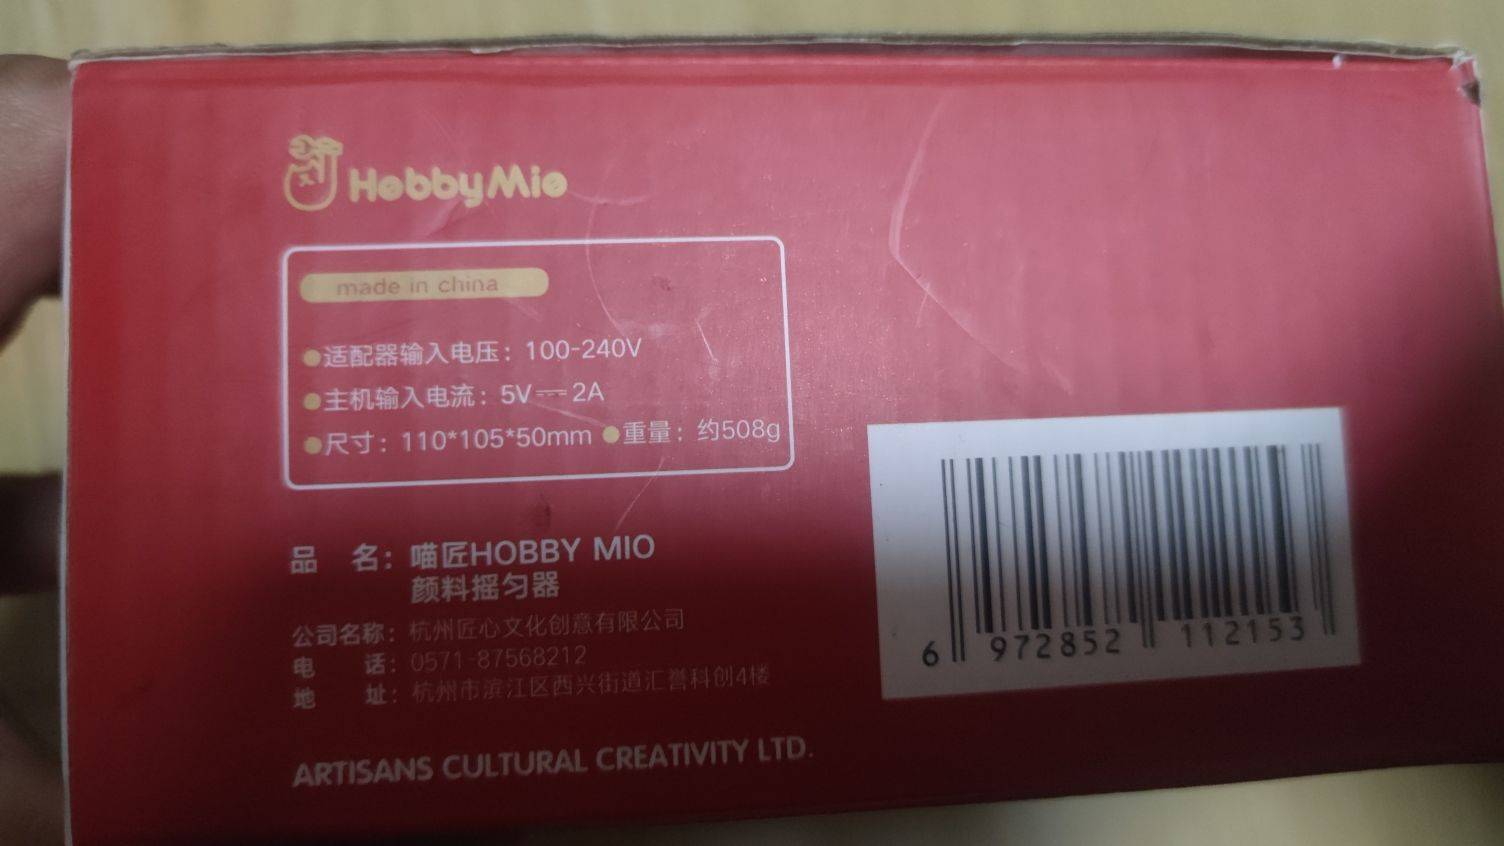 HobbyMio
made in china
●适配器输入电压：100-240V
●主机输入电流：5V⎓2A
●尺寸：110*105*50mm ●重量：约508g
品 名：喵匠HOBBY MIO
颜料摇匀器
公司名称：杭州匠心文化创意有限公司
电 话：0571-87568212
地 址：杭州市滨江区西兴街道汇誉科创4楼
ARTISANS CULTURAL CREATIVITY LTD.
6 972852 112153